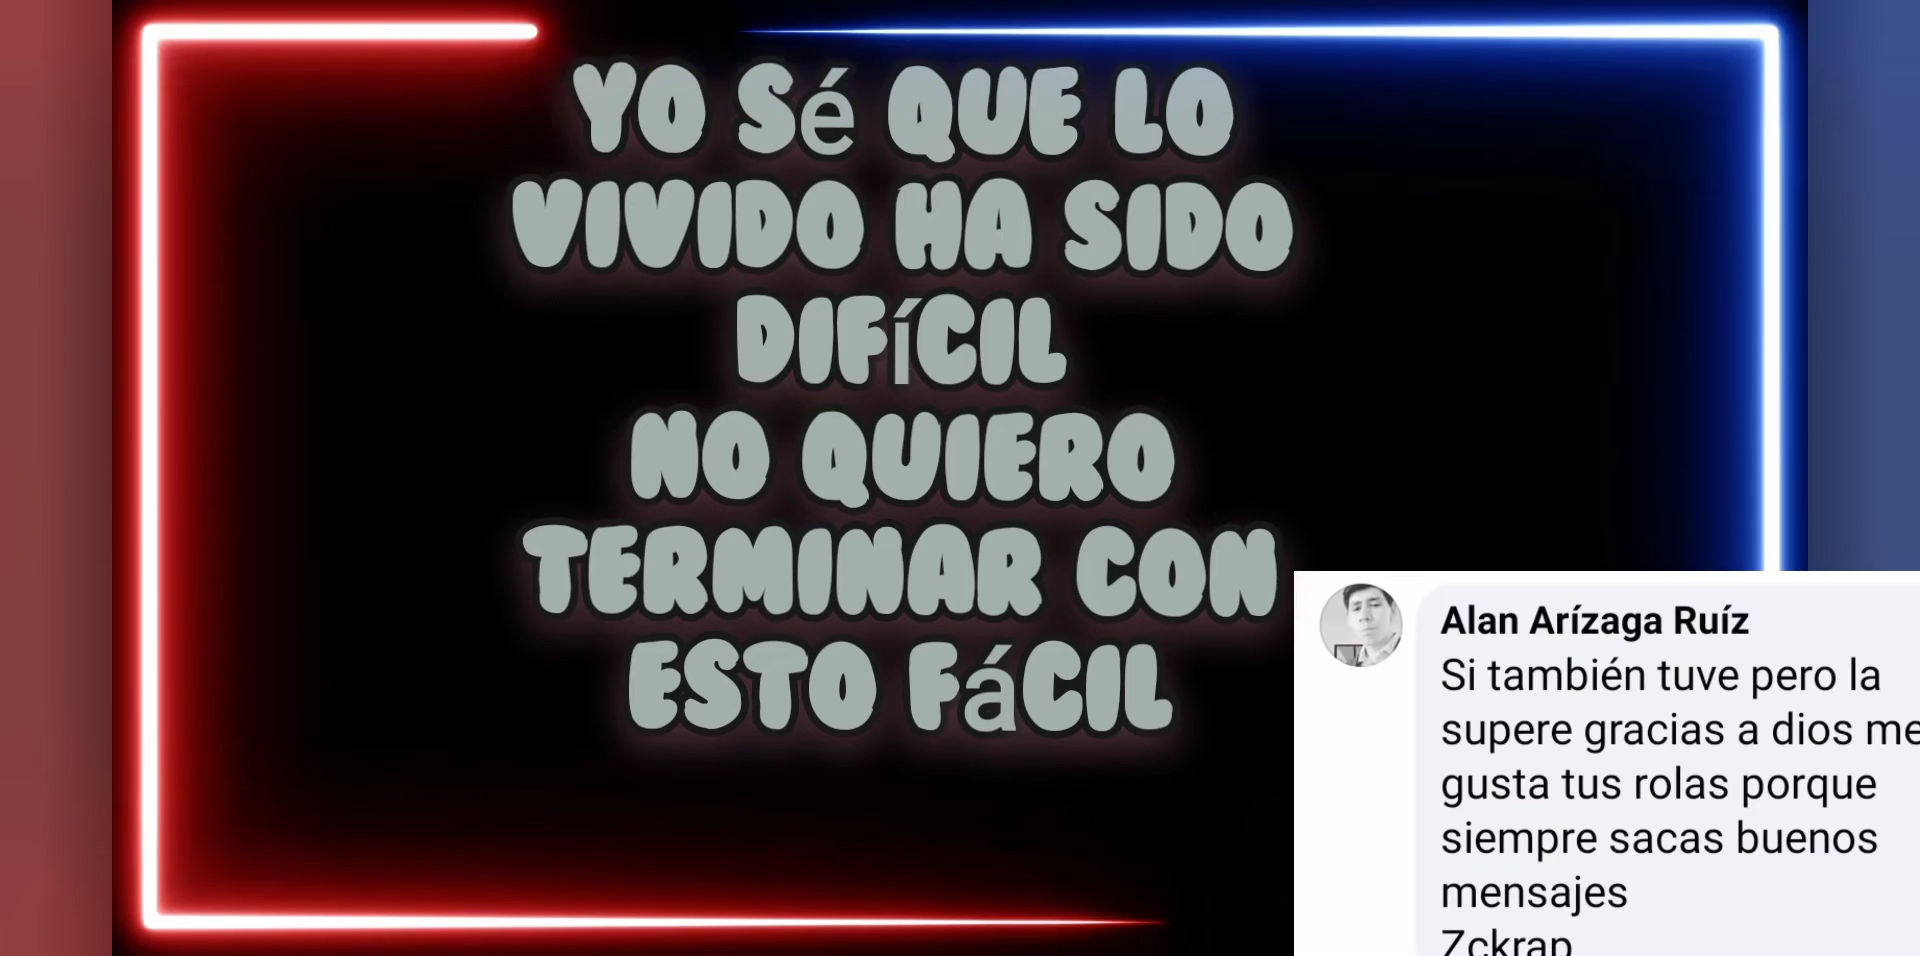 YO Sé QUE LO
VIVIDO HA SIDO
DIFíCIL
NO QUIERO
TERMINAR CON
ESTO FáCIL
Alan Arízaga Ruíz
Si también tuve pero la
supere gracias a dios me
gusta tus rolas porque
siempre sacas buenos
mensajes
Zckrap